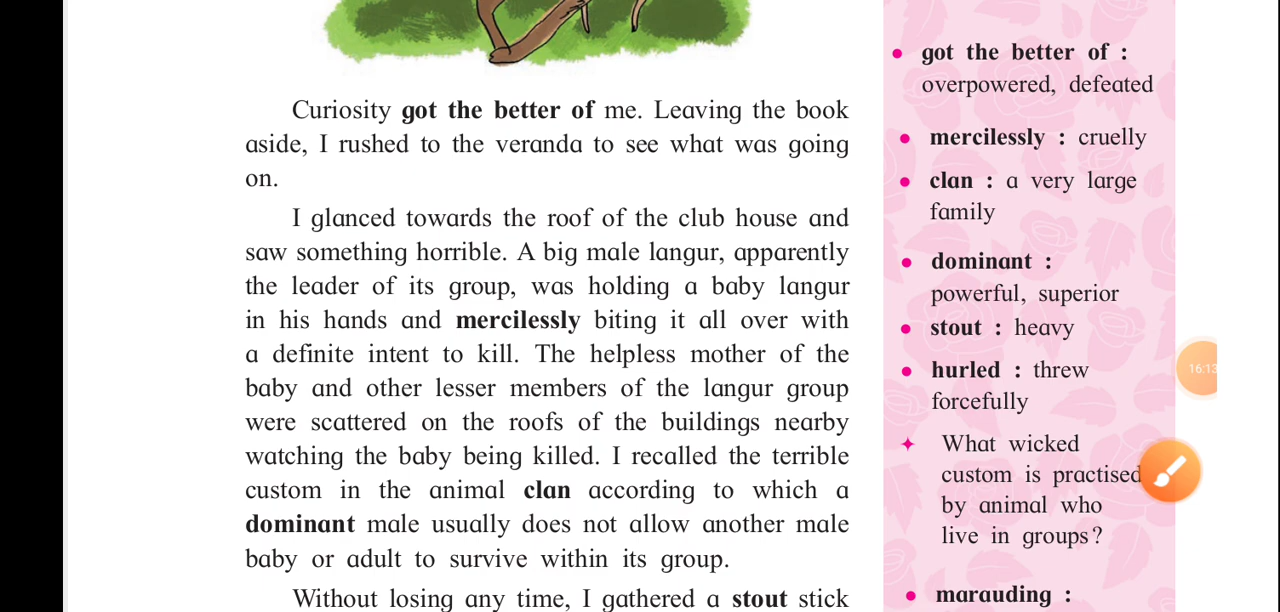 Curiosity got the better of me. Leaving the book
aside, I rushed to the veranda to see what was going
on.
I glanced towards the roof of the club house and
saw something horrible. A big male langur, apparently
the leader of its group, was holding a baby langur
in his hands and mercilessly biting it all over with
a definite intent to kill. The helpless mother of the
baby and other lesser members of the langur group
were scattered on the roofs of the buildings nearby
watching the baby being killed. I recalled the terrible
custom in the animal clan according to which a
dominant male usually does not allow another male
baby or adult to survive within its group.
Without losing any time, I gathered a stout stick
• got the better of :
overpowered, defeated
• mercilessly : cruelly
• clan : a very large
family
• dominant :
powerful, superior
• stout : heavy
• hurled : threw
forcefully
✦ What wicked
custom is practised
by animal who
live in groups?
• marauding :
16:13